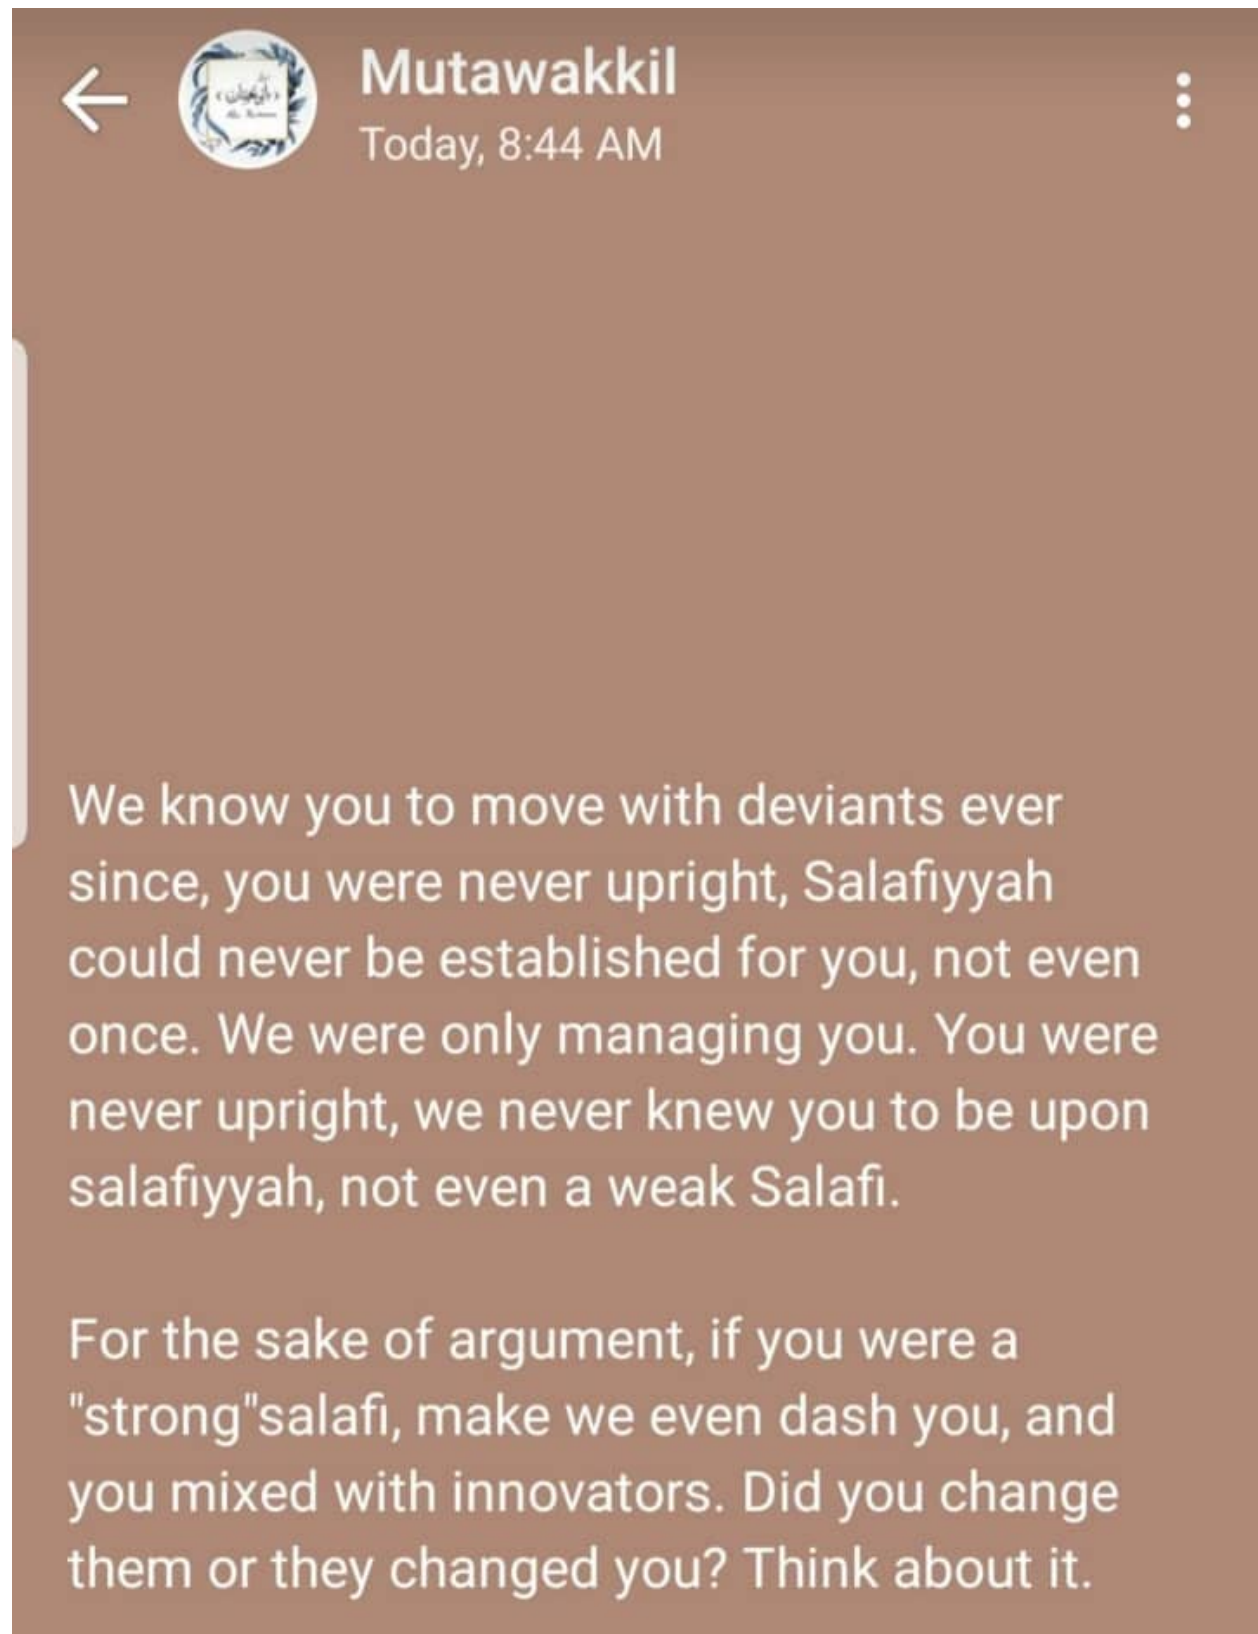 Mutawakkil
Today, 8:44 AM
We know you to move with deviants ever
since, you were never upright, Salafiyyah
could never be established for you, not even
once. We were only managing you. You were
never upright, we never knew you to be upon
salafiyyah, not even a weak Salafi.
For the sake of argument, if you were a
"strong"salafi, make we even dash you, and
you mixed with innovators. Did you change
them or they changed you? Think about it.